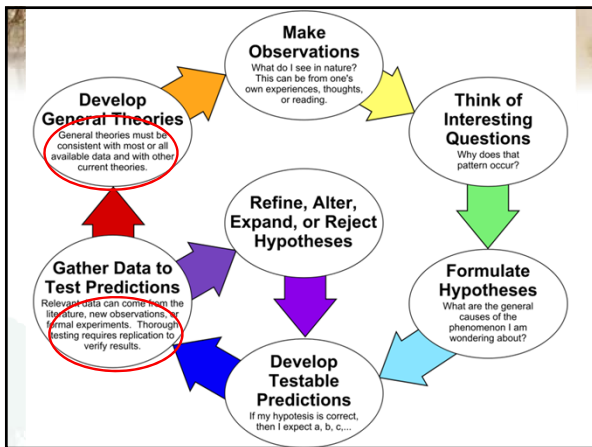 Make
Observations
What do I see in nature?
This can be from one's
own experiences, thoughts,
or reading.
Think of
Interesting
Questions
Why does that
pattern occur?
Formulate
Hypotheses
What are the general
causes of the
phenomenon I am
wondering about?
Develop
Testable
Predictions
If my hypotesis is correct,
then I expect a, b, c,...
Gather Data to
Test Predictions
Relevant data can come from the
literature, new observations, or
formal experiments. Thorough
testing requires replication to
verify results.
Refine, Alter,
Expand, or Reject
Hypotheses
Develop
General Theories
General theories must be
consistent with most or all
available data and with other
current theories.